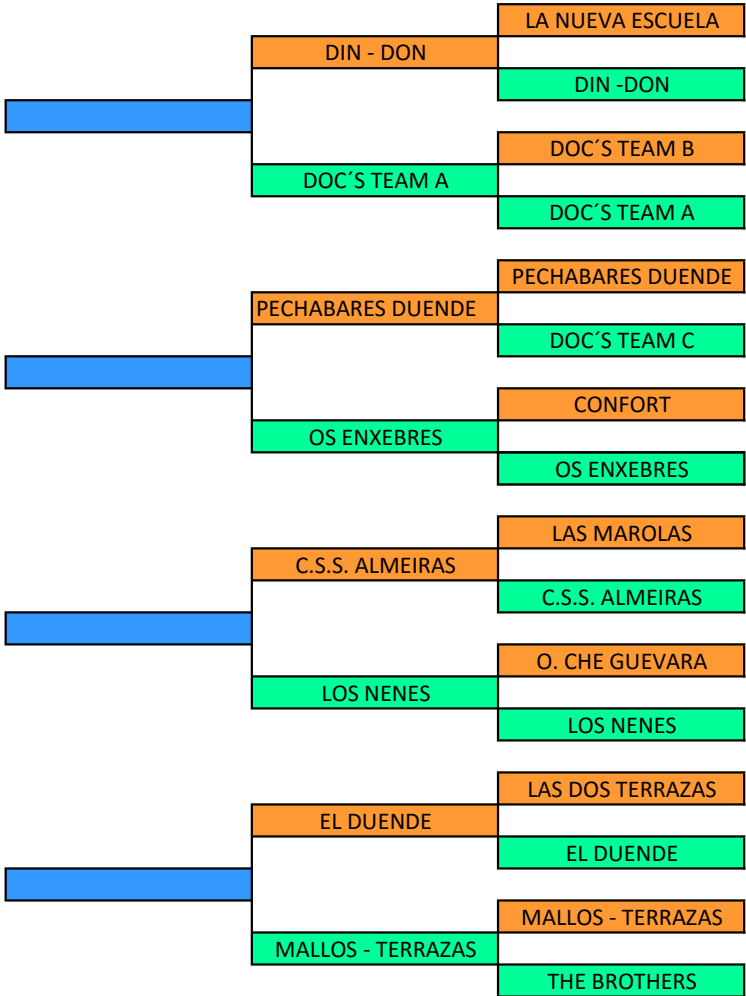 LA NUEVA ESCUELA
DIN - DON
DIN -DON
DOC´S TEAM B
DOC´S TEAM A
DOC´S TEAM A
PECHABARES DUENDE
PECHABARES DUENDE
DOC´S TEAM C
CONFORT
OS ENXEBRES
OS ENXEBRES
LAS MAROLAS
C.S.S. ALMEIRAS
C.S.S. ALMEIRAS
O. CHE GUEVARA
LOS NENES
LOS NENES
LAS DOS TERRAZAS
EL DUENDE
EL DUENDE
MALLOS - TERRAZAS
MALLOS - TERRAZAS
THE BROTHERS